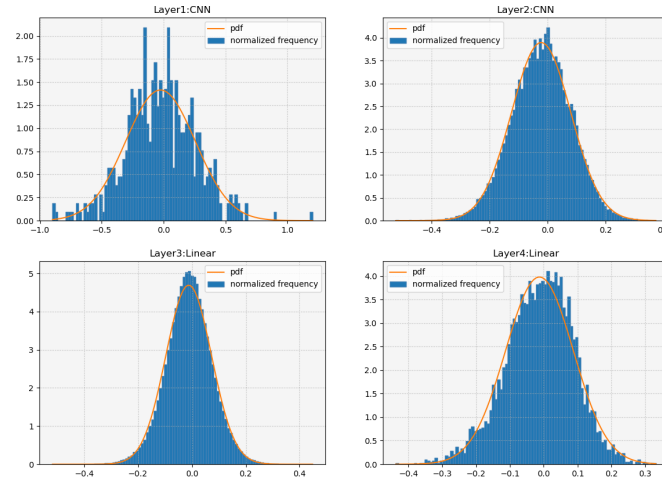 Layer1:CNN
pdf
normalized frequency
2.00
1.75
1.50
1.25
1.00
0.75
0.50
0.25
0.00
−1.0 −0.5 0.0 0.5 1.0
Layer2:CNN
pdf
normalized frequency
4.0
3.5
3.0
2.5
2.0
1.5
1.0
0.5
0.0
−0.4 −0.2 0.0 0.2
Layer3:Linear
pdf
normalized frequency
5
4
3
2
1
0
−0.4 −0.2 0.0 0.2 0.4
Layer4:Linear
pdf
normalized frequency
4.0
3.5
3.0
2.5
2.0
1.5
1.0
0.5
0.0
−0.4 −0.3 −0.2 −0.1 0.0 0.1 0.2 0.3